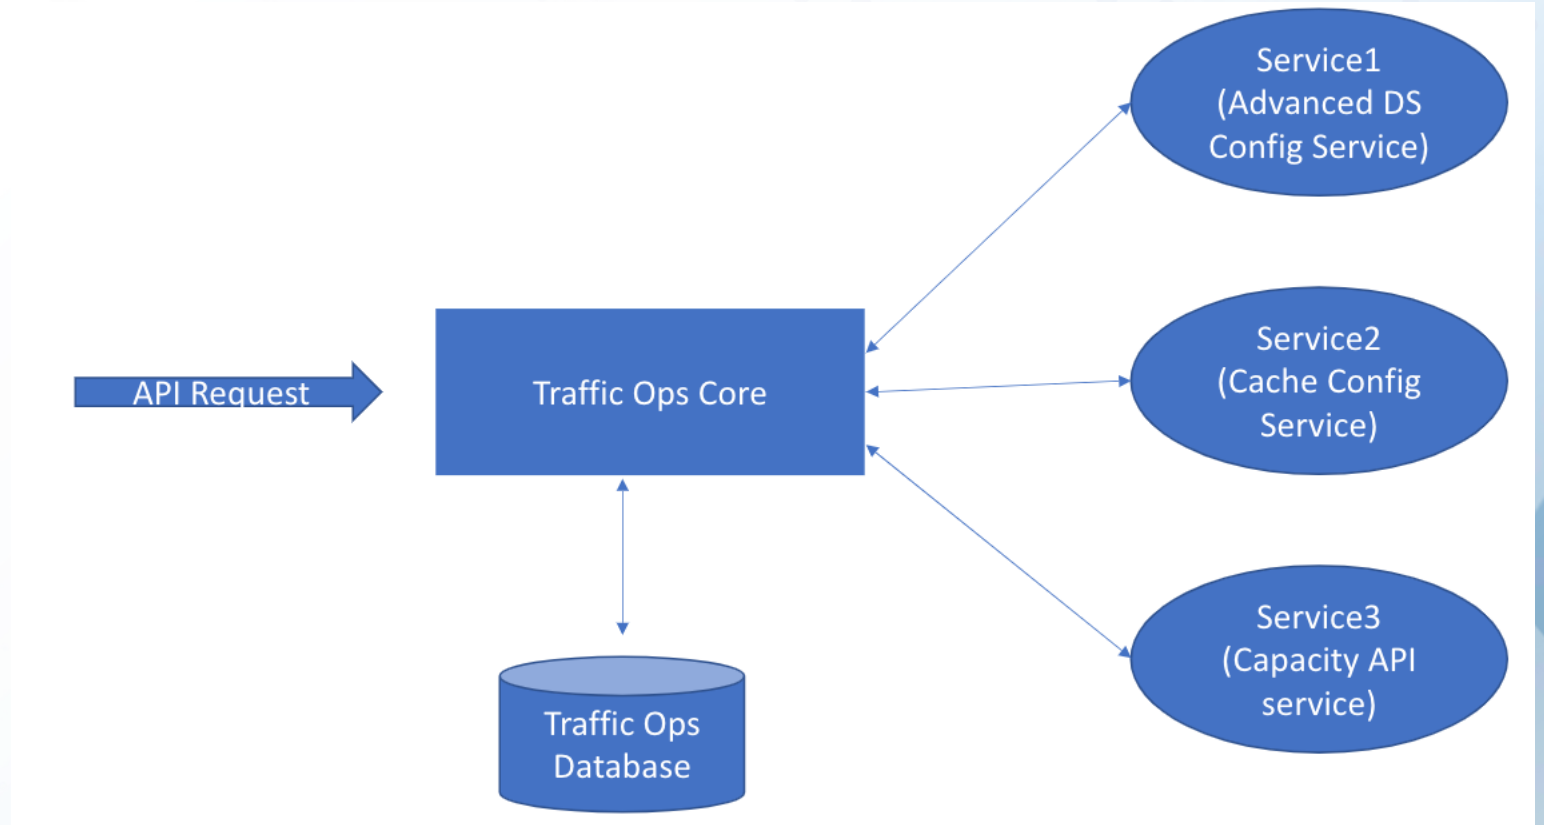 Service1
(Advanced DS
Config Service)
Service2
(Cache Config
Service)
API Request
Traffic Ops Core
Service3
(Capacity API
service)
Traffic Ops
Database